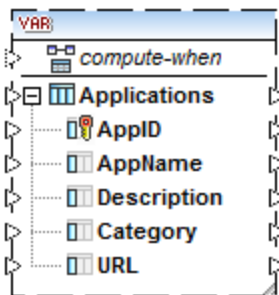 VAR
compute-when
Applications
AppID
AppName
Description
Category
URL